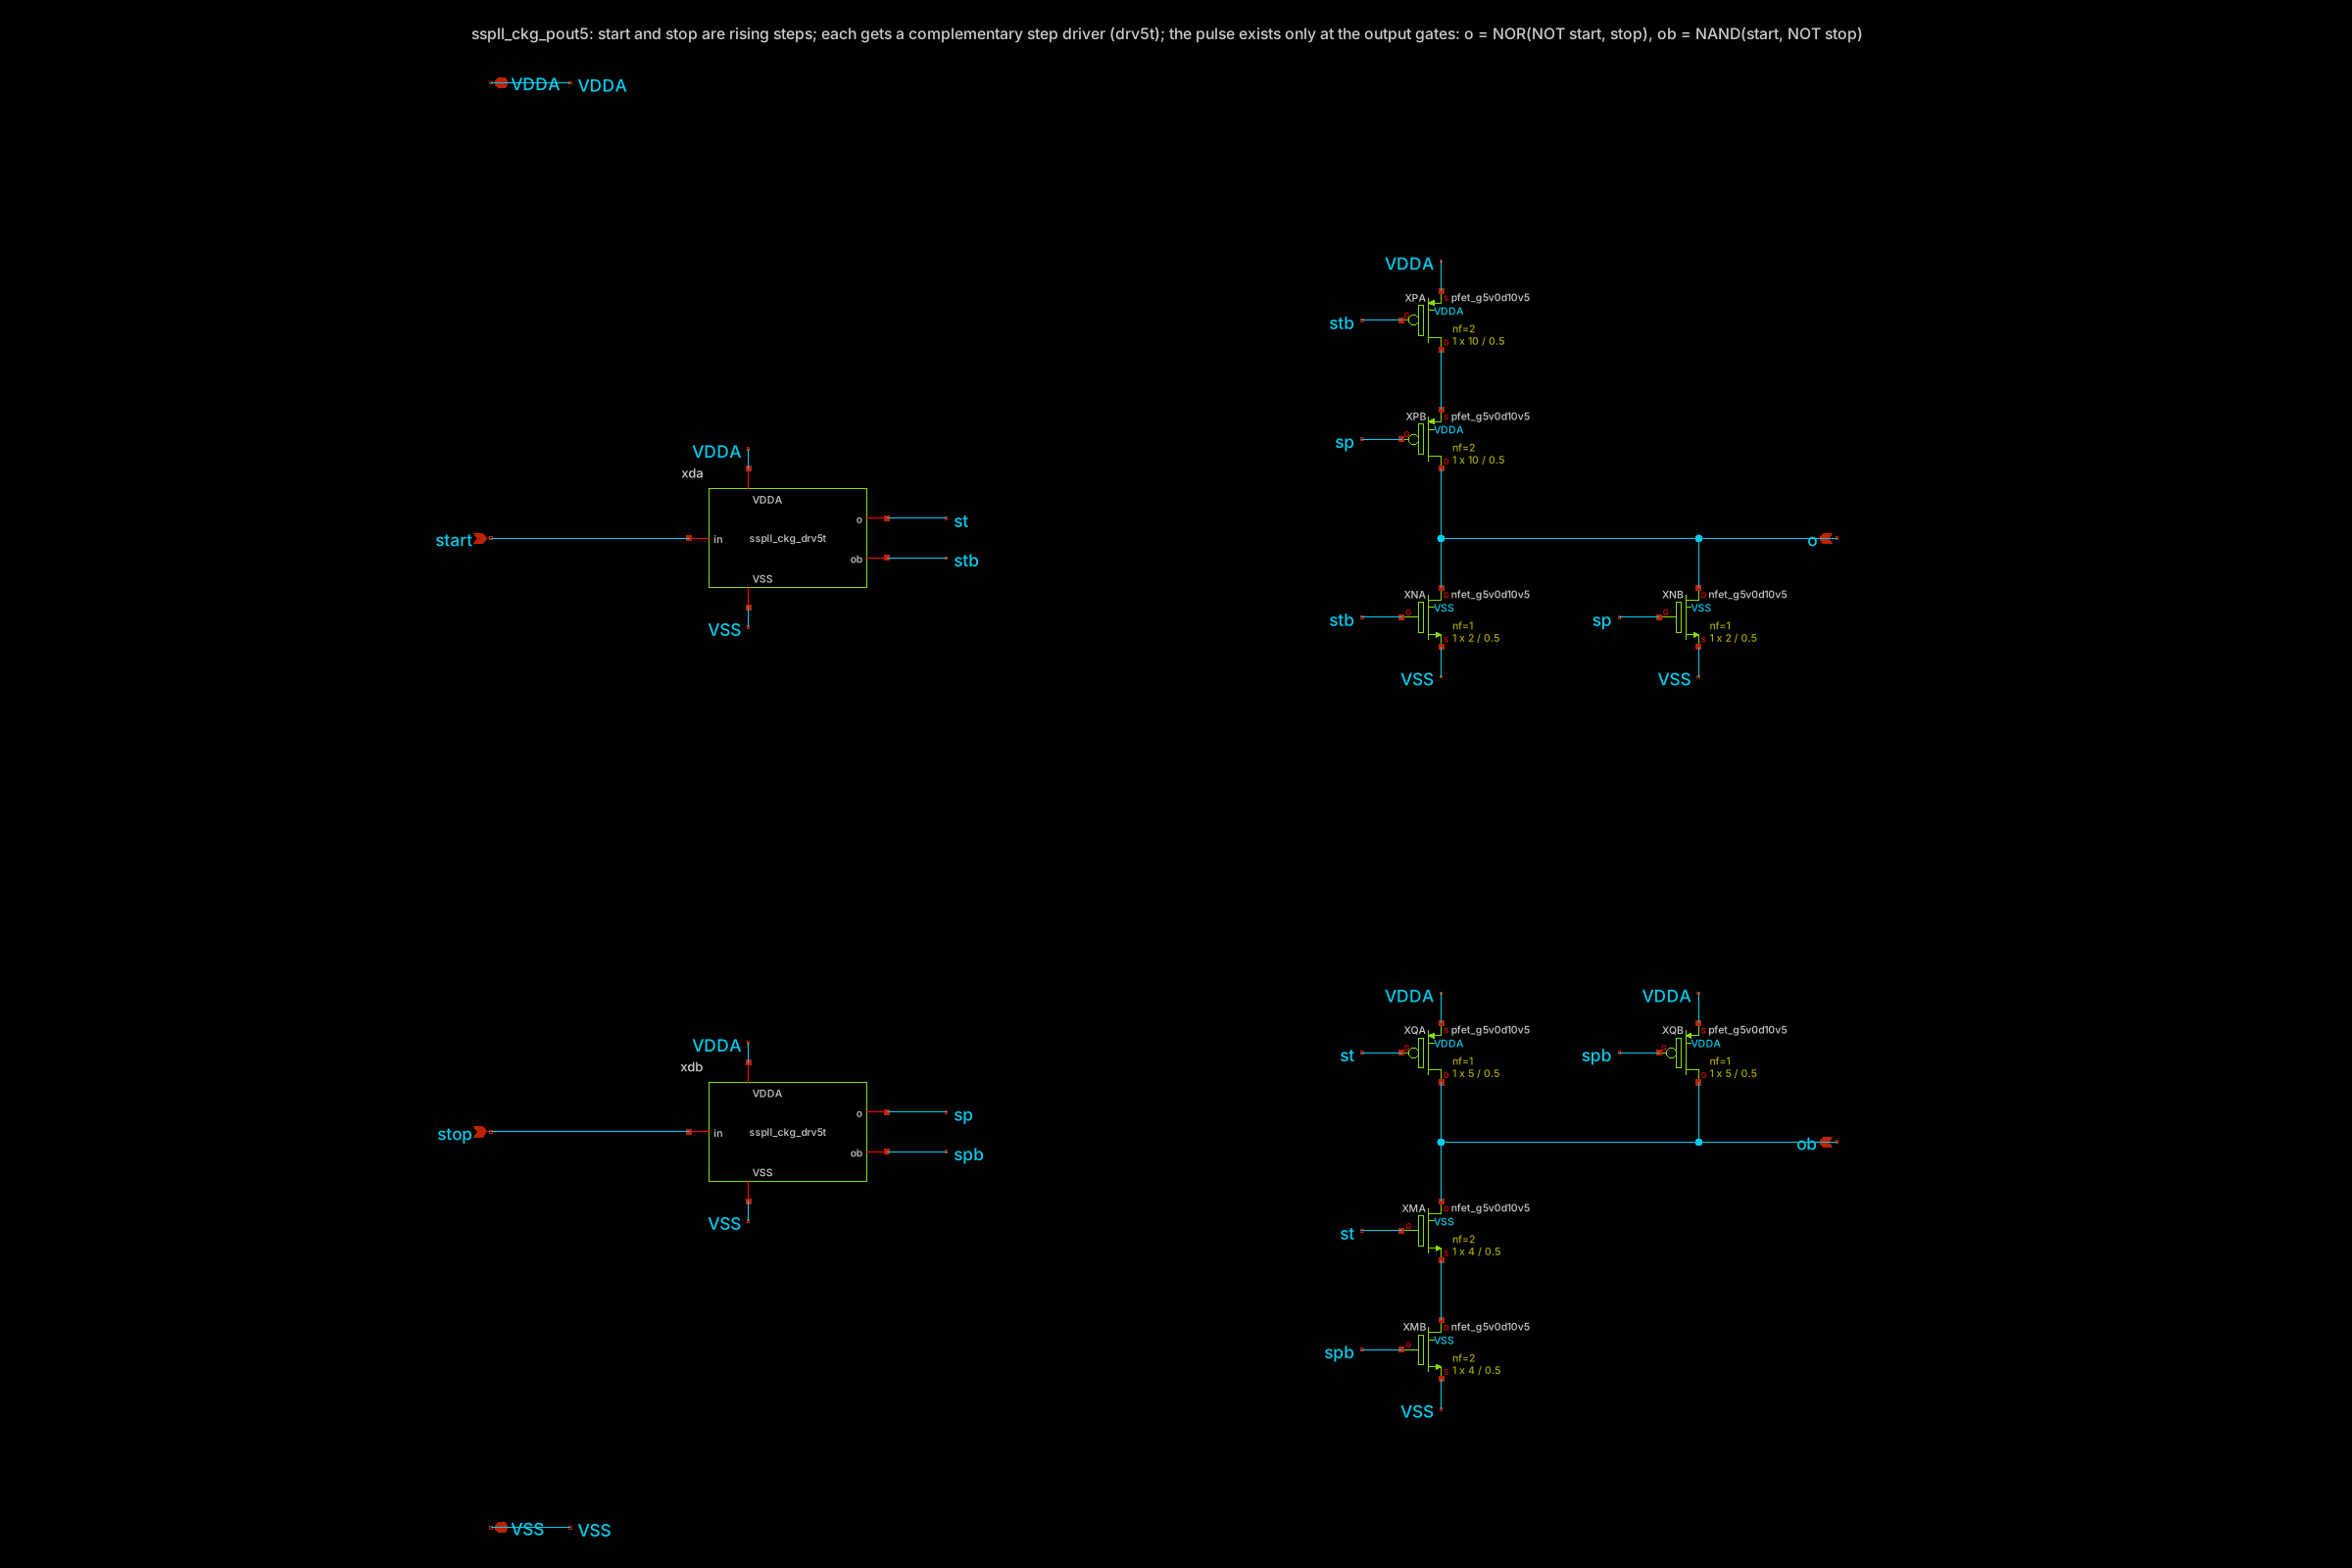 sspll_ckg_pout5: start and stop are rising steps; each gets a complementary step driver (drv5t); the pulse exists only at the output gates: o = NOR(NOT start, stop), ob = NAND(start, NOT stop)
VDDA VDDA
VDDA
XPA S pfet_g5v0d10v5
VDDA
stb G
nf=2
D 1 x 10 / 0.5
XPB S pfet_g5v0d10v5
VDDA
sp G
nf=2
D 1 x 10 / 0.5
VDDA
xda
VDDA
o st
start in sspll_ckg_drv5t
ob stb
VSS
VSS
o
XNA D nfet_g5v0d10v5
VSS
stb G
nf=1
S 1 x 2 / 0.5
VSS
XNB D nfet_g5v0d10v5
VSS
sp G
nf=1
S 1 x 2 / 0.5
VSS
VDDA
xdb
VDDA
o sp
stop in sspll_ckg_drv5t
ob spb
VSS
VSS
VDDA
XQA S pfet_g5v0d10v5
VDDA
st G
nf=1
D 1 x 5 / 0.5
VDDA
XQB S pfet_g5v0d10v5
VDDA
spb G
nf=1
D 1 x 5 / 0.5
ob
XMA D nfet_g5v0d10v5
VSS
st G
nf=2
S 1 x 4 / 0.5
XMB D nfet_g5v0d10v5
VSS
spb G
nf=2
S 1 x 4 / 0.5
VSS
VSS VSS